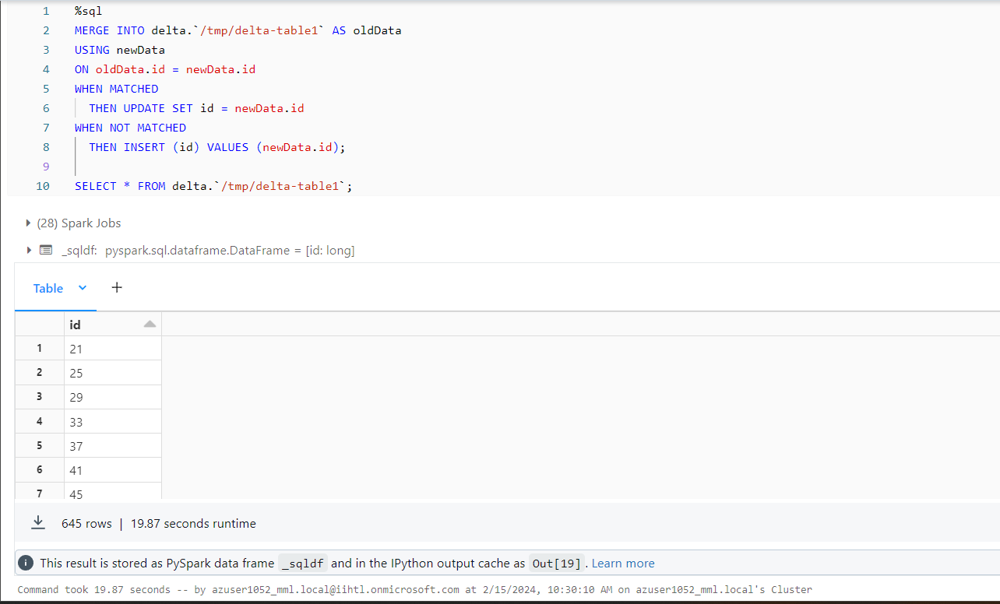 1 %sql
2 MERGE INTO delta.`/tmp/delta-table1` AS oldData
3 USING newData
4 ON oldData.id = newData.id
5 WHEN MATCHED
6 THEN UPDATE SET id = newData.id
7 WHEN NOT MATCHED
8 THEN INSERT (id) VALUES (newData.id);
9
10 SELECT * FROM delta.`/tmp/delta-table1`;
(28) Spark Jobs
_sqldf: pyspark.sql.dataframe.DataFrame = [id: long]
Table +
id
1 21
2 25
3 29
4 33
5 37
6 41
7 45
645 rows | 19.87 seconds runtime
This result is stored as PySpark data frame _sqldf and in the IPython output cache as Out[19]. Learn more
Command took 19.87 seconds -- by azuser1052_mml.local@iihtl.onmicrosoft.com at 2/15/2024, 10:30:10 AM on azuser1052_mml.local's Cluster